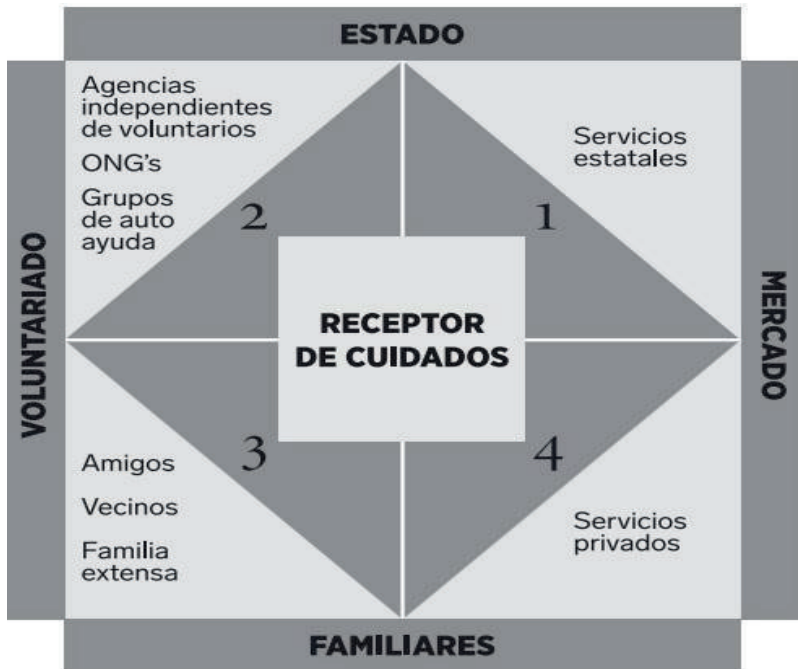 ESTADO
Agencias
independientes
de voluntarios
ONG's
Grupos
de auto
ayuda
2
Servicios
estatales
1
VOLUNTARIADO
RECEPTOR
DE CUIDADOS
MERCADO
3
Amigos
Vecinos
Familia
extensa
4
Servicios
privados
FAMILIARES